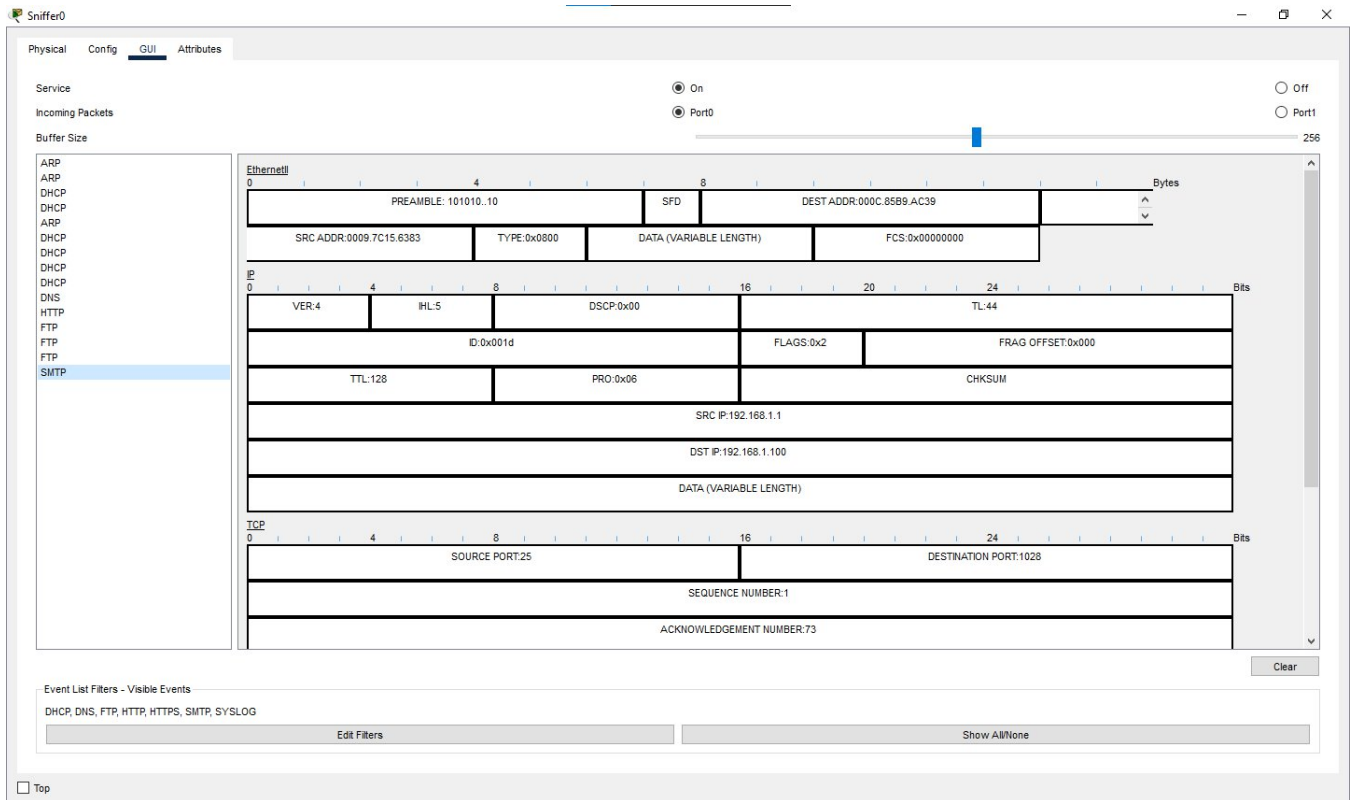 Sniffer0
Physical Config GUI Attributes
Service On Off
Incoming Packets Port0 Port1
Buffer Size 256
ARP
ARP
DHCP
DHCP
ARP
DHCP
DHCP
DHCP
DHCP
DNS
HTTP
FTP
FTP
FTP
SMTP
EthernetII
0 4 8 Bytes
PREAMBLE: 101010..10 SFD DEST ADDR:000C.85B9.AC39
SRC ADDR:0009.7C15.6383 TYPE:0x0800 DATA (VARIABLE LENGTH) FCS:0x00000000
IP
0 4 8 16 20 24 Bits
VER:4 IHL:5 DSCP:0x00 TL:44
ID:0x001d FLAGS:0x2 FRAG OFFSET:0x000
TTL:128 PRO:0x06 CHKSUM
SRC IP:192.168.1.1
DST IP:192.168.1.100
DATA (VARIABLE LENGTH)
TCP
0 4 8 16 24 Bits
SOURCE PORT:25 DESTINATION PORT:1028
SEQUENCE NUMBER:1
ACKNOWLEDGEMENT NUMBER:73
Clear
Event List Filters - Visible Events
DHCP, DNS, FTP, HTTP, HTTPS, SMTP, SYSLOG
Edit Filters Show All/None
Top